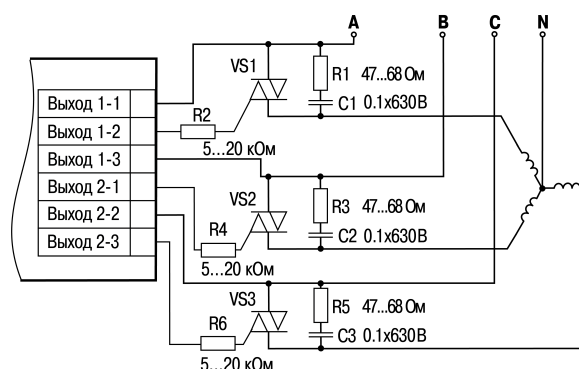 A B C N
VS1
R1 47...68 Ом
C1 0.1x630В
R2
5...20 кОм
Выход 1-1
Выход 1-2
Выход 1-3
Выход 2-1
Выход 2-2
Выход 2-3
VS2
R3 47...68 Ом
C2 0.1x630В
R4
5...20 кОм
VS3
R5 47...68 Ом
C3 0.1x630В
R6
5...20 кОм